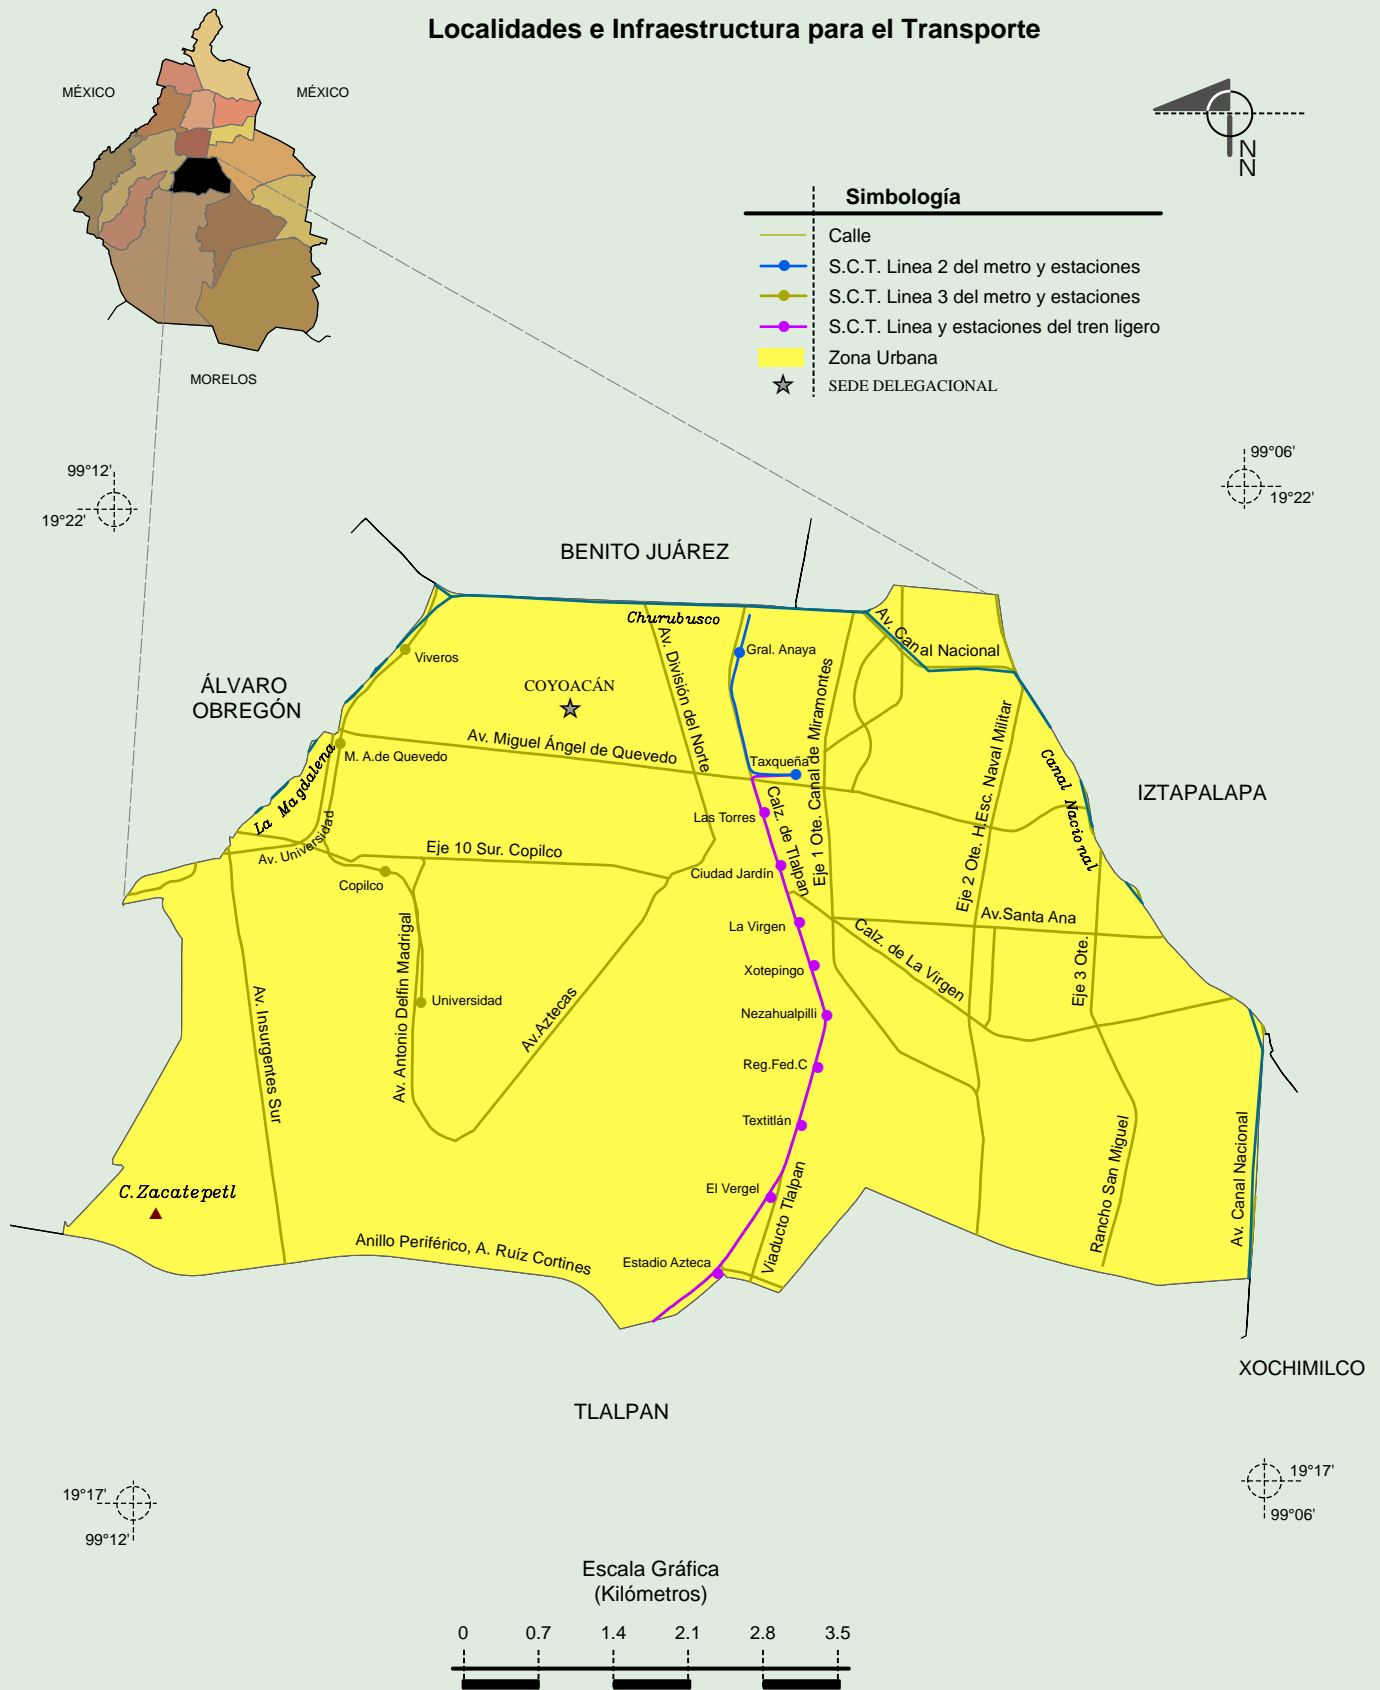 Localidades e Infraestructura para el Transporte
MÉXICO
MÉXICO
MORELOS
N
N
Simbología
Calle
S.C.T. Linea 2 del metro y estaciones
S.C.T. Linea 3 del metro y estaciones
S.C.T. Linea y estaciones del tren ligero
Zona Urbana
SEDE DELEGACIONAL
99°12'
19°22'
99°06'
19°22'
BENITO JUÁREZ
ÁLVARO
OBREGÓN
IZTAPALAPA
XOCHIMILCO
TLALPAN
Churubusco
Av. Canal Nacional
Gral. Anaya
Viveros
COYOACÁN
Av. División del Norte
Eje 1 Ote. Canal de Miramontes
Av. Miguel Ángel de Quevedo
M. A.de Quevedo
La Magdalena
Taxqueña
Eje 2 Ote. H.Esc. Naval Militar
Canal Nacional
Calz. de Tlalpan
Las Torres
Av. Universidad
Eje 10 Sur. Copilco
Copilco
Ciudad Jardín
La Virgen
Av.Santa Ana
Calz. de La Virgen
Eje 3 Ote.
Xotepingo
Av. Antonio Delfin Madrigal
Universidad
Av.Aztecas
Av. Insurgentes Sur
Nezahualpilli
Reg.Fed.C
Textitlán
El Vergel
Viaducto Tlalpan
Rancho San Miguel
Av. Canal Nacional
C.Zacatepetl
Anillo Periférico, A. Ruíz Cortines
Estadio Azteca
19°17'
99°12'
19°17'
99°06'
Escala Gráfica
(Kilómetros)
0 0.7 1.4 2.1 2.8 3.5